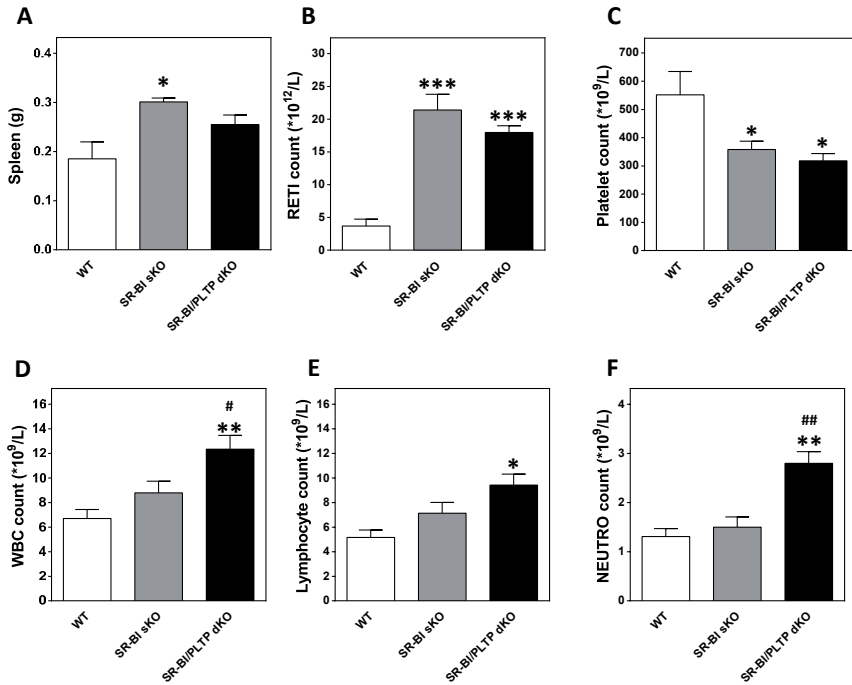 A
Spleen (g)
0.4
0.3
0.2
0.1
0.0
*
WT
SR-BI sKO
SR-BI/PLTP dKO
B
RETI count (*10¹²/L)
30
25
20
15
10
5
0
***
***
WT
SR-BI sKO
SR-BI/PLTP dKO
C
Platelet count (*10⁹/L)
700
600
500
400
300
200
100
0
*
*
WT
SR-BI sKO
SR-BI/PLTP dKO
D
WBC count (*10⁹/L)
16
14
12
10
8
6
4
2
0
#
**
WT
SR-BI sKO
SR-BI/PLTP dKO
E
Lymphocyte count (*10⁹/L)
16
14
12
10
8
6
4
2
0
*
WT
SR-BI sKO
SR-BI/PLTP dKO
F
NEUTRO count (*10⁹/L)
4
3
2
1
0
##
**
WT
SR-BI sKO
SR-BI/PLTP dKO